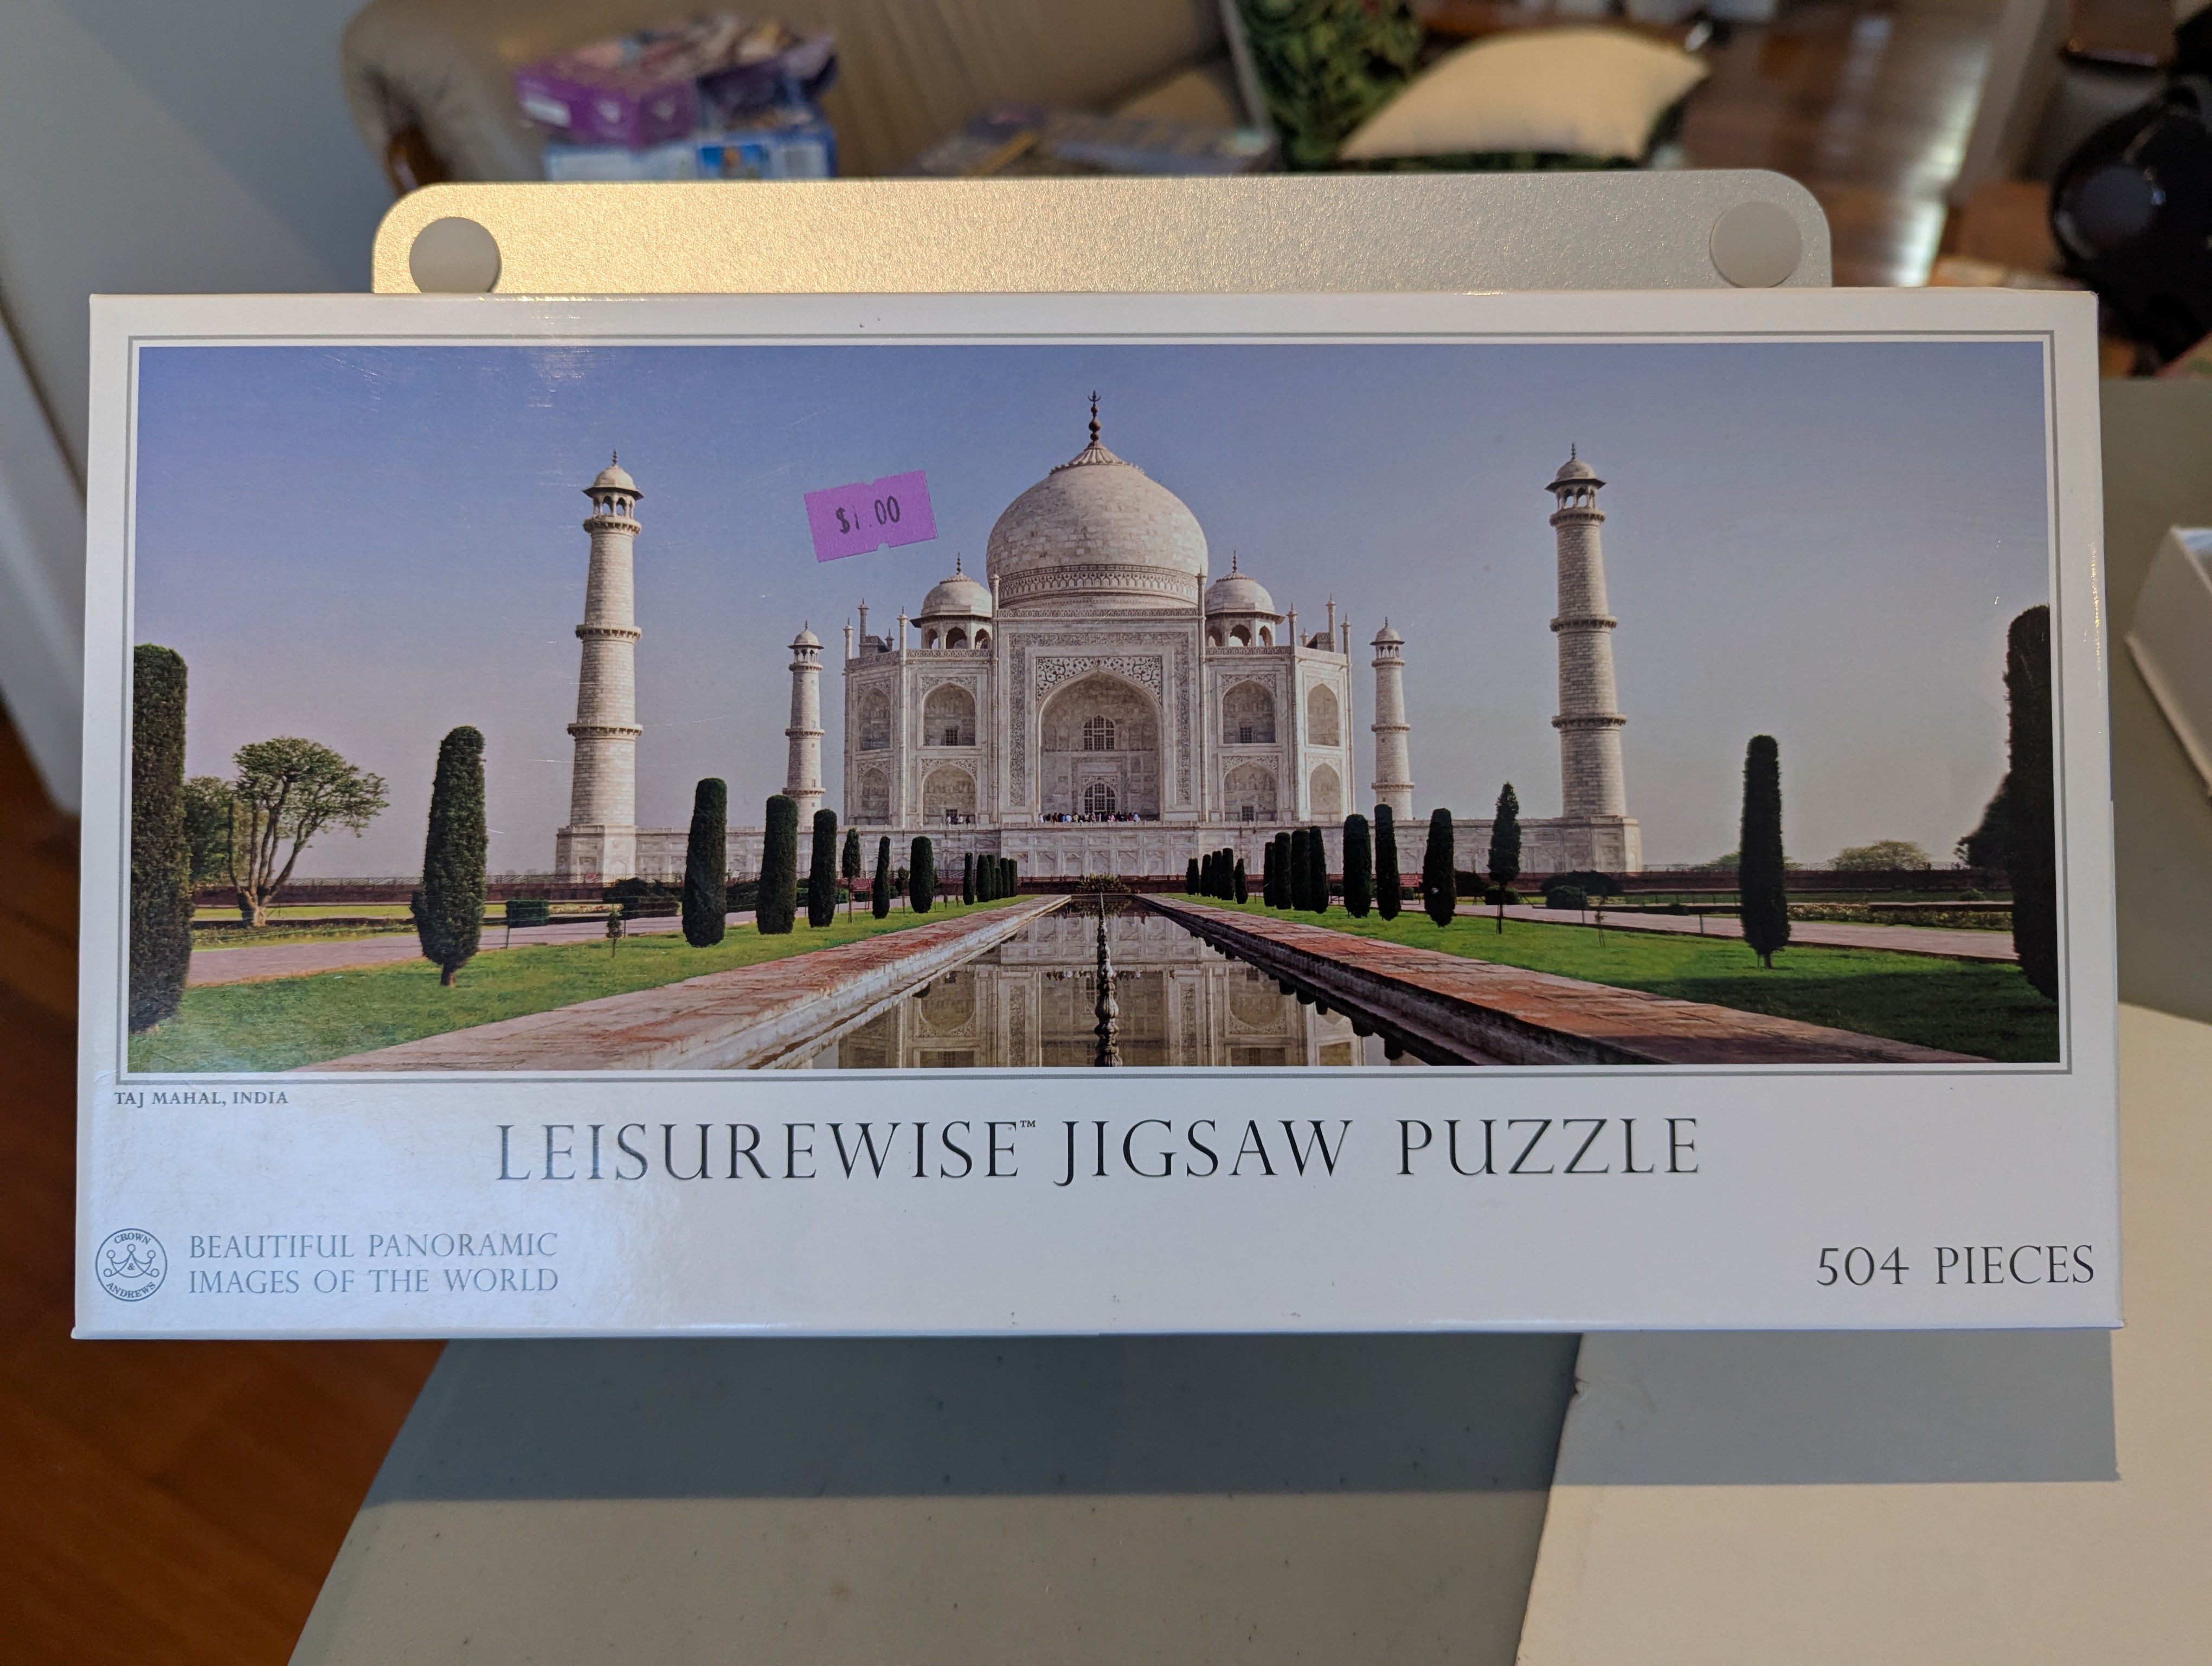 $1.00
TAJ MAHAL, INDIA
LEISUREWISE™ JIGSAW PUZZLE
CROWN
&
ANDREWS
BEAUTIFUL PANORAMIC
IMAGES OF THE WORLD
504 PIECES